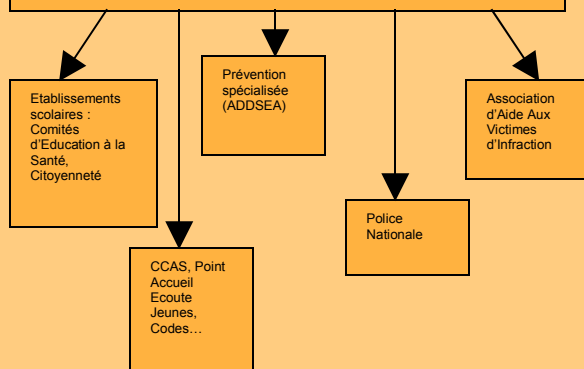 Etablissements
scolaires :
Comités
d'Education à la
Santé,
Citoyenneté
Prévention
spécialisée
(ADDSEA)
Association
d'Aide Aux
Victimes
d'Infraction
CCAS, Point
Accueil
Ecoute
Jeunes,
Codes…
Police
Nationale